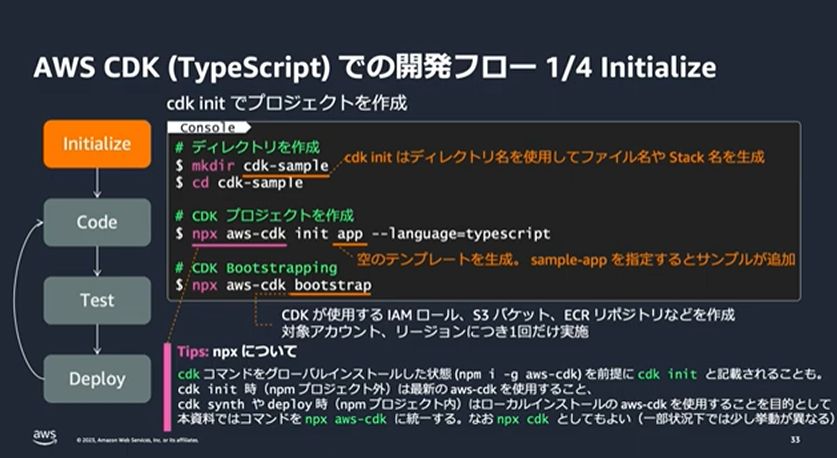 AWS CDK (TypeScript) での開発フロー 1/4 Initialize
cdk init でプロジェクトを作成
Initialize
Code
Test
Deploy
Console
# ディレクトリを作成
$ mkdir cdk-sample
$ cd cdk-sample
cdk init はディレクトリ名を使用してファイル名や Stack 名を生成
# CDK プロジェクトを作成
$ npx aws-cdk init app --language=typescript
空のテンプレートを生成。 sample-app を指定するとサンプルが追加
# CDK Bootstrapping
$ npx aws-cdk bootstrap
CDK が使用する IAM ロール、S3 バケット、ECR リポジトリなどを作成
対象アカウント、リージョンにつき1回だけ実施
Tips: npx について
cdk コマンドをグローバルインストールした状態 (npm i -g aws-cdk) を前提に cdk init と記載されることも。
cdk init 時（npm プロジェクト外）は最新の aws-cdk を使用すること、
cdk synth や deploy 時（npm プロジェクト内）はローカルインストールの aws-cdk を使用することを目的として
本資料ではコマンドを npx aws-cdk に統一する。なお npx cdk としてもよい（一部状況下では少し挙動が異なる）
aws
© 2023, Amazon Web Services, Inc. or its affiliates.
33